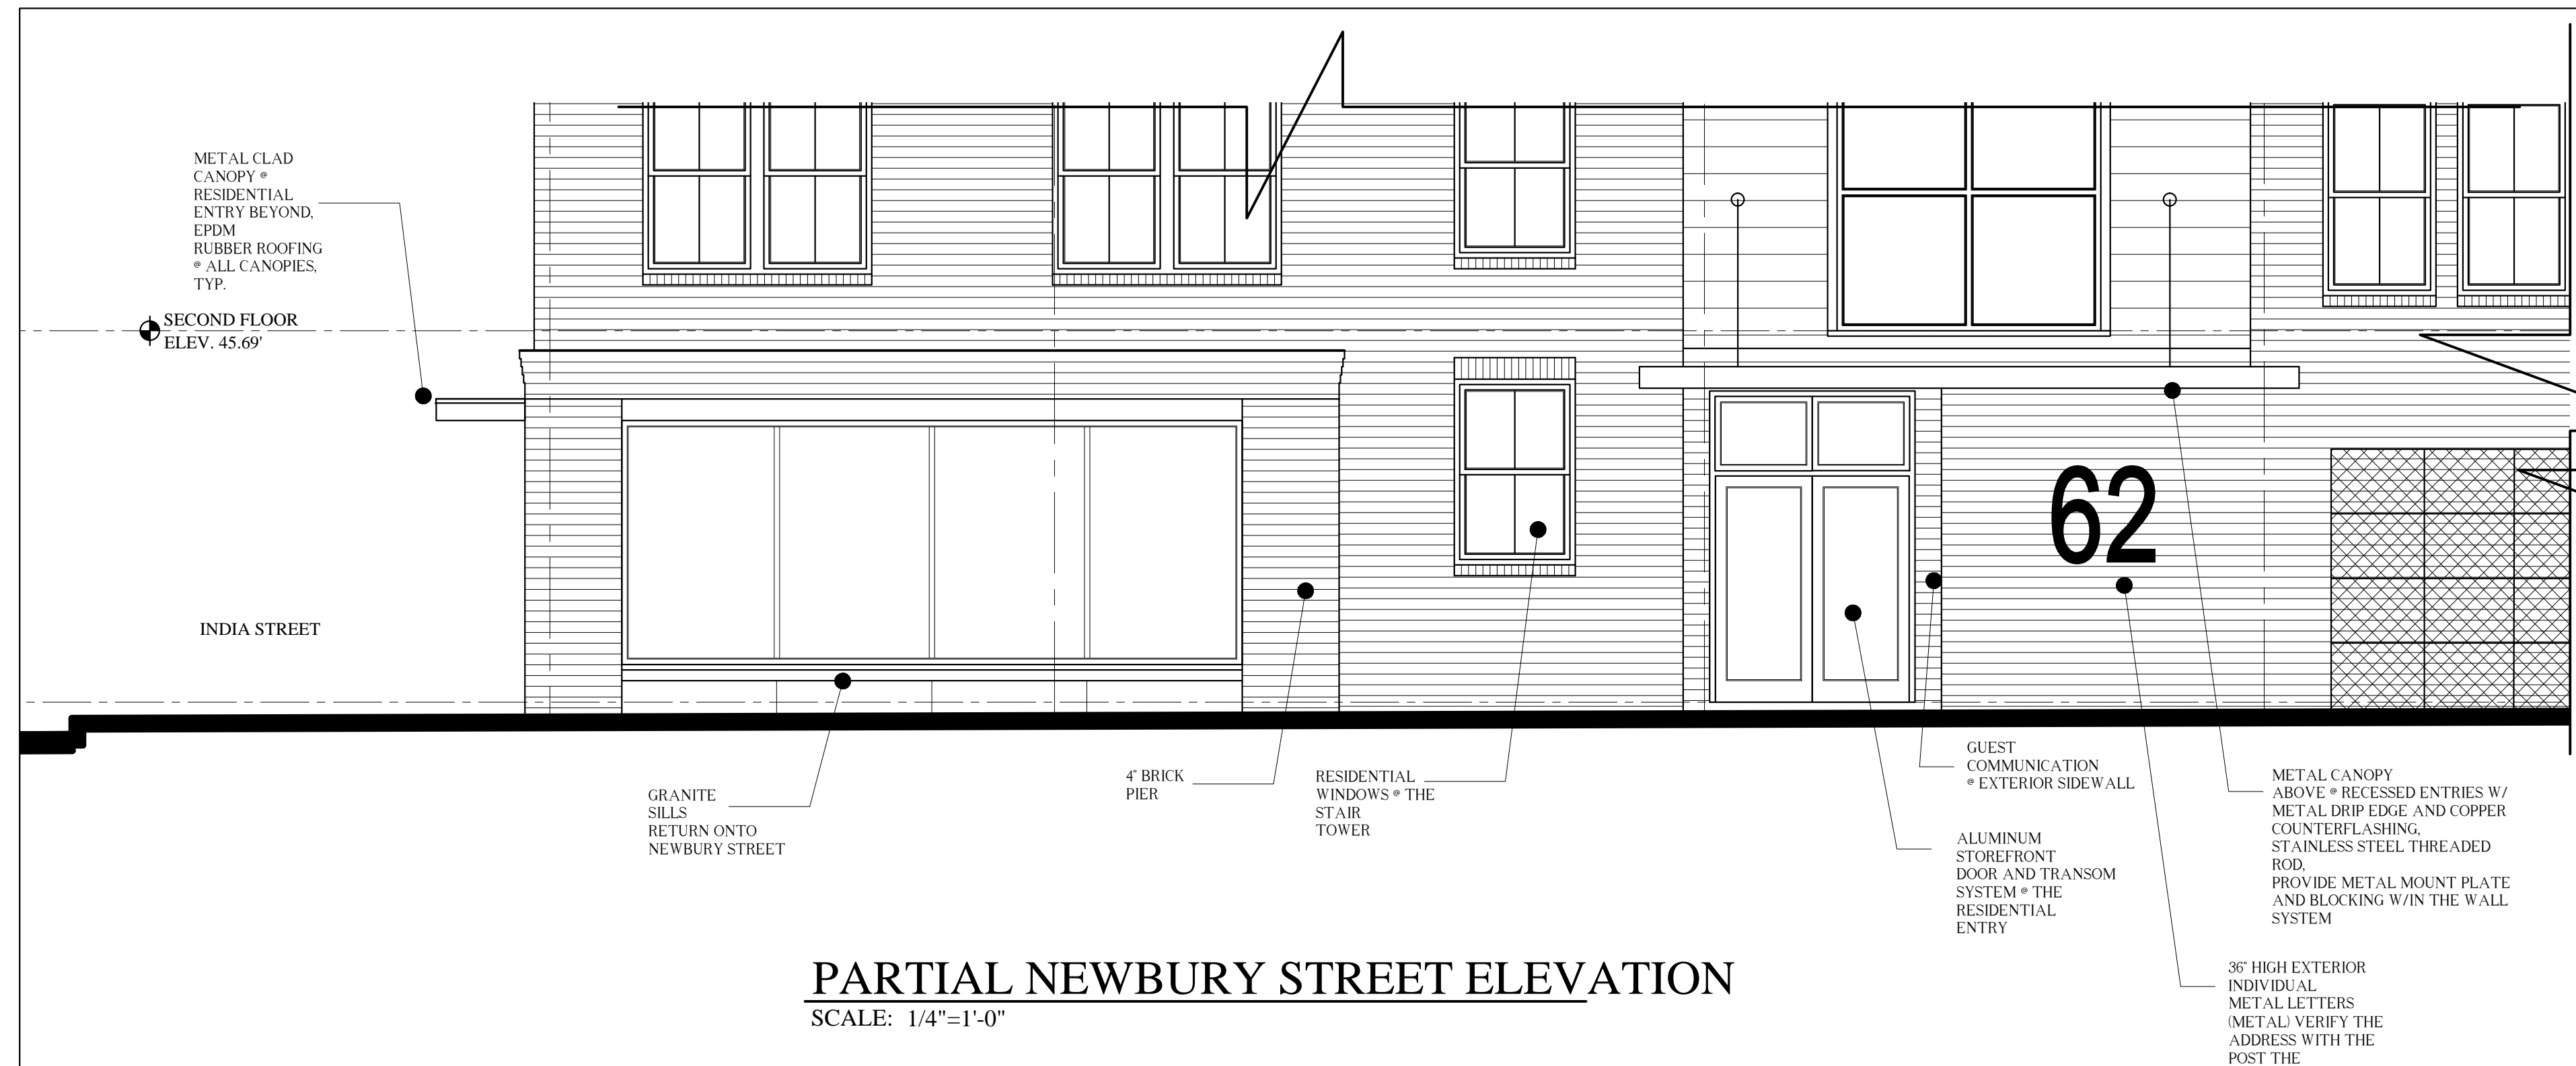 METAL CLAD
CANOPY @
RESIDENTIAL
ENTRY BEYOND,
EPDM
RUBBER ROOFING
@ ALL CANOPIES,
TYP.
SECOND FLOOR
ELEV. 45.69'
INDIA STREET
62
GRANITE
SILLS
RETURN ONTO
NEWBURY STREET
4" BRICK
PIER
RESIDENTIAL
WINDOWS @ THE
STAIR
TOWER
GUEST
COMMUNICATION
@ EXTERIOR SIDEWALL
ALUMINUM
STOREFRONT
DOOR AND TRANSOM
SYSTEM @ THE
RESIDENTIAL
ENTRY
METAL CANOPY
ABOVE @ RECESSED ENTRIES W/
METAL DRIP EDGE AND COPPER
COUNTERFLASHING,
STAINLESS STEEL THREADED
ROD,
PROVIDE METAL MOUNT PLATE
AND BLOCKING W/IN THE WALL
SYSTEM
36" HIGH EXTERIOR
INDIVIDUAL
METAL LETTERS
(METAL) VERIFY THE
ADDRESS WITH THE
POST THE
PARTIAL NEWBURY STREET ELEVATION
SCALE: 1/4"=1'-0"